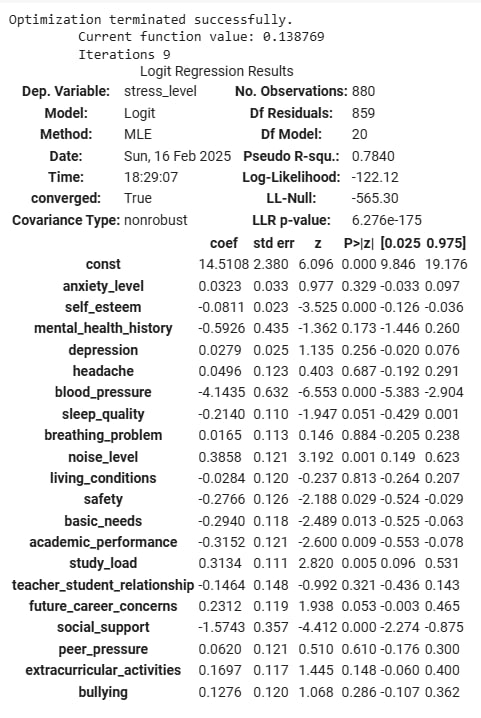 Optimization terminated successfully.
Current function value: 0.138769
Iterations 9
Logit Regression Results
Dep. Variable: stress_level No. Observations: 880
Model: Logit Df Residuals: 859
Method: MLE Df Model: 20
Date: Sun, 16 Feb 2025 Pseudo R-squ.: 0.7840
Time: 18:29:07 Log-Likelihood: -122.12
converged: True LL-Null: -565.30
Covariance Type: nonrobust LLR p-value: 6.276e-175
coef std err z P>|z| [0.025 0.975]
const 14.5108 2.380 6.096 0.000 9.846 19.176
anxiety_level 0.0323 0.033 0.977 0.329 -0.033 0.097
self_esteem -0.0811 0.023 -3.525 0.000 -0.126 -0.036
mental_health_history -0.5926 0.435 -1.362 0.173 -1.446 0.260
depression 0.0279 0.025 1.135 0.256 -0.020 0.076
headache 0.0496 0.123 0.403 0.687 -0.192 0.291
blood_pressure -4.1435 0.632 -6.553 0.000 -5.383 -2.904
sleep_quality -0.2140 0.110 -1.947 0.051 -0.429 0.001
breathing_problem 0.0165 0.113 0.146 0.884 -0.205 0.238
noise_level 0.3858 0.121 3.192 0.001 0.149 0.623
living_conditions -0.0284 0.120 -0.237 0.813 -0.264 0.207
safety -0.2766 0.126 -2.188 0.029 -0.524 -0.029
basic_needs -0.2940 0.118 -2.489 0.013 -0.525 -0.063
academic_performance -0.3152 0.121 -2.600 0.009 -0.553 -0.078
study_load 0.3134 0.111 2.820 0.005 0.096 0.531
teacher_student_relationship -0.1464 0.148 -0.992 0.321 -0.436 0.143
future_career_concerns 0.2312 0.119 1.938 0.053 -0.003 0.465
social_support -1.5743 0.357 -4.412 0.000 -2.274 -0.875
peer_pressure 0.0620 0.121 0.510 0.610 -0.176 0.300
extracurricular_activities 0.1697 0.117 1.445 0.148 -0.060 0.400
bullying 0.1276 0.120 1.068 0.286 -0.107 0.362